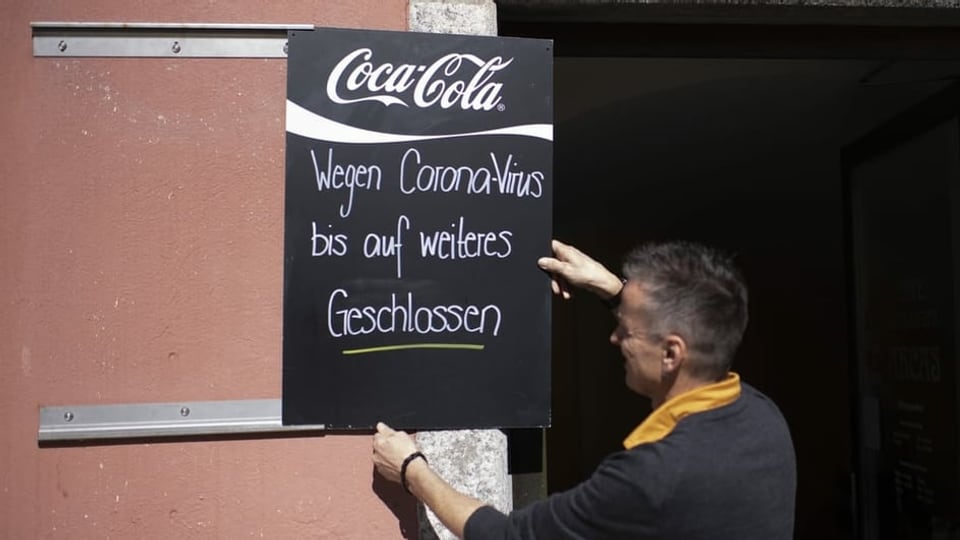 Coca-Cola
Wegen Corona-Virus
bis auf weiteres
Geschlossen